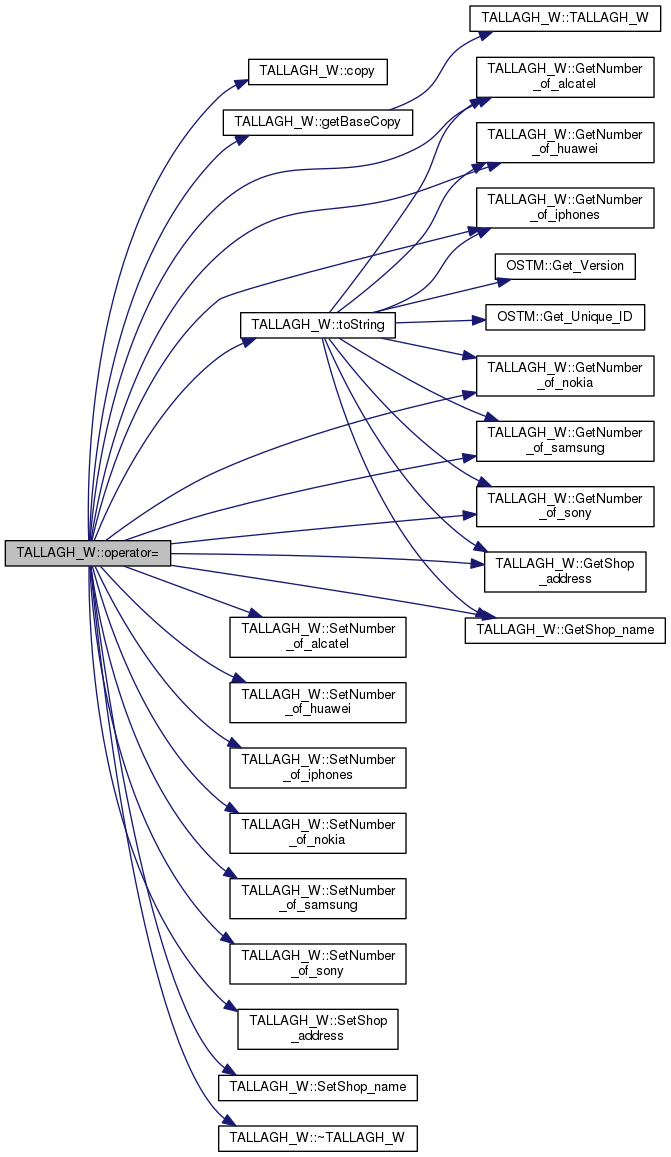 TALLAGH_W::TALLAGH_W
TALLAGH_W::copy
TALLAGH_W::GetNumber
_of_alcatel
TALLAGH_W::getBaseCopy
TALLAGH_W::GetNumber
_of_huawei
TALLAGH_W::GetNumber
_of_iphones
OSTM::Get_Version
TALLAGH_W::toString
OSTM::Get_Unique_ID
TALLAGH_W::GetNumber
_of_nokia
TALLAGH_W::GetNumber
_of_samsung
TALLAGH_W::GetNumber
_of_sony
TALLAGH_W::operator=
TALLAGH_W::GetShop
_address
TALLAGH_W::GetShop_name
TALLAGH_W::SetNumber
_of_alcatel
TALLAGH_W::SetNumber
_of_huawei
TALLAGH_W::SetNumber
_of_iphones
TALLAGH_W::SetNumber
_of_nokia
TALLAGH_W::SetNumber
_of_samsung
TALLAGH_W::SetNumber
_of_sony
TALLAGH_W::SetShop
_address
TALLAGH_W::SetShop_name
TALLAGH_W::~TALLAGH_W